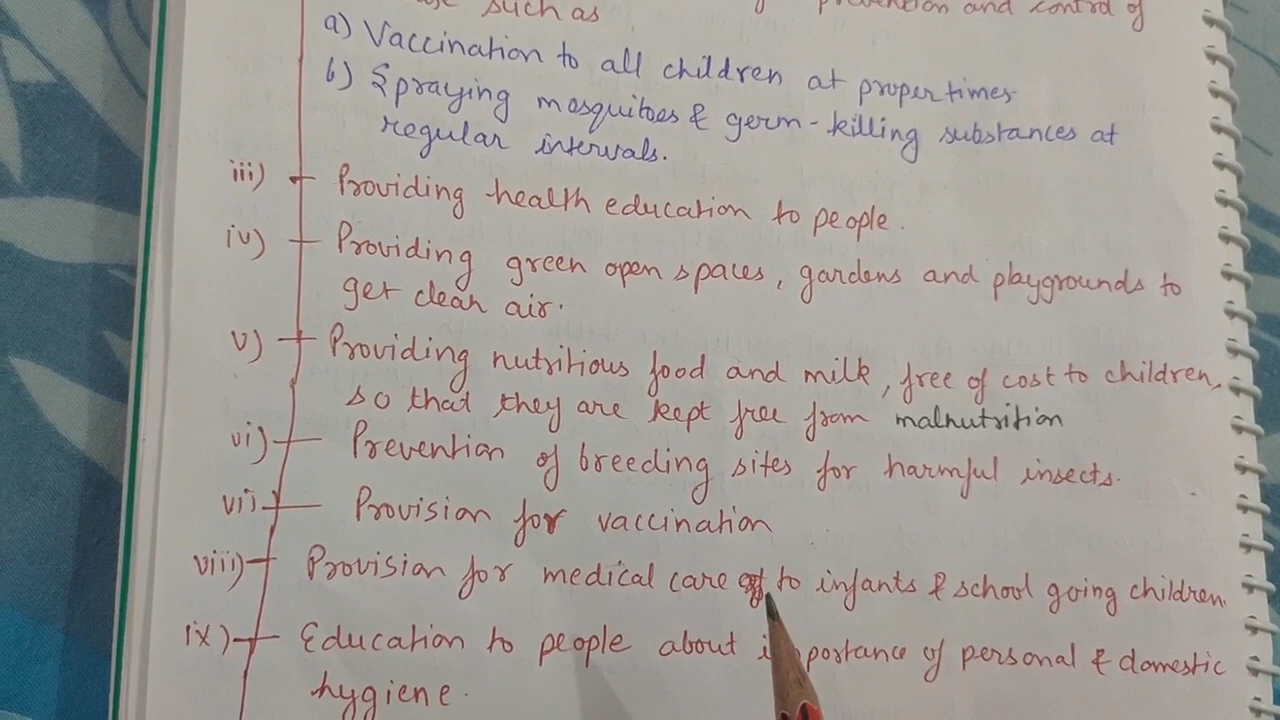 such as prevention and control of
a) Vaccination to all children at proper times
b) Spraying mosquitoes & germ-killing substances at
regular intervals.
iii) Providing health education to people.
iv) Providing green open spaces, gardens and playgrounds to
get clean air.
v) Providing nutritious food and milk, free of cost to children,
so that they are kept free from malnutrition
vi) Prevention of breeding sites for harmful insects.
vii) Provision for vaccination
viii) Provision for medical care to infants & school going children.
ix) Education to people about importance of personal & domestic
hygiene.